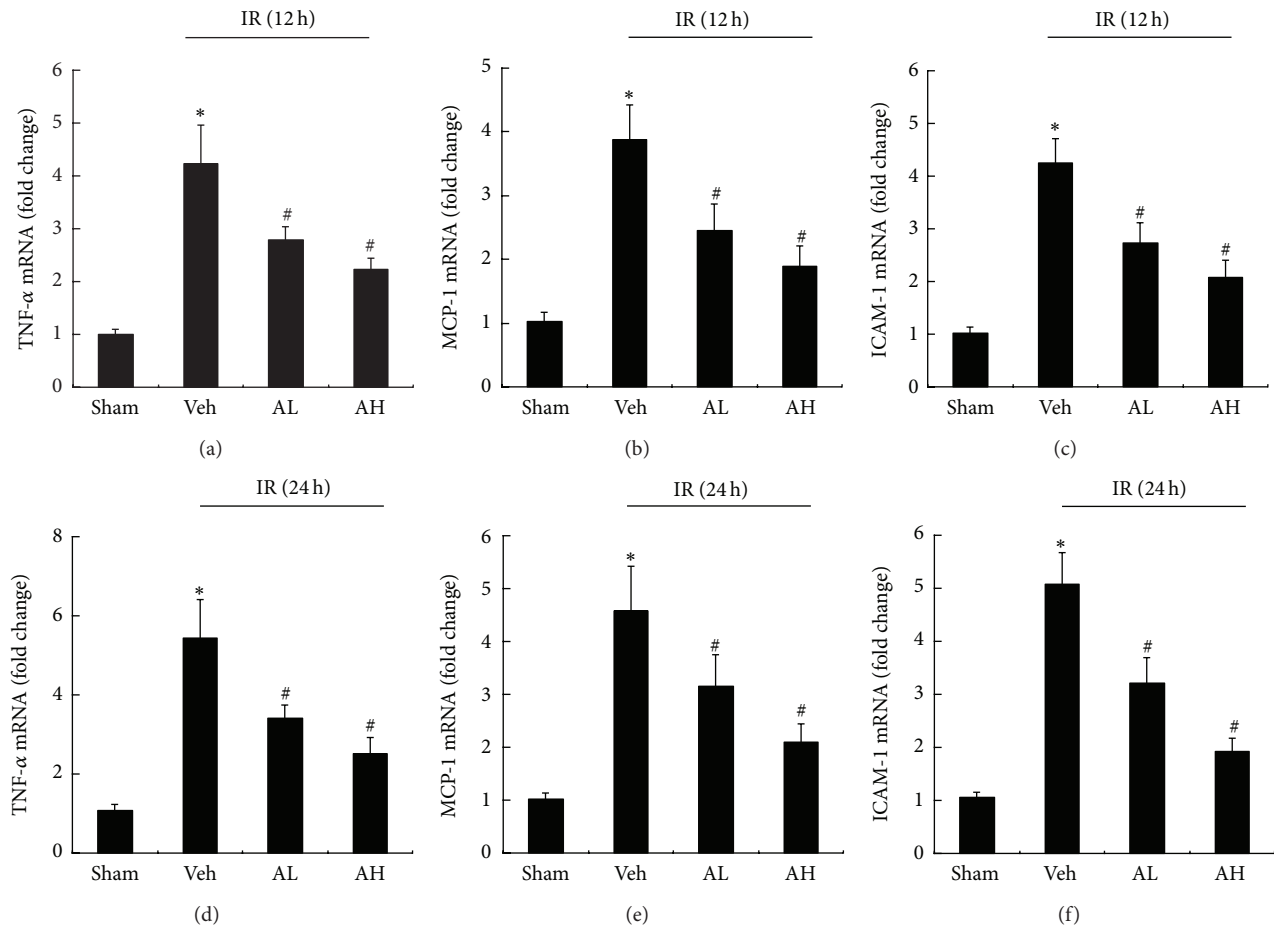 IR (12 h)
TNF-α mRNA (fold change)
6
5
4
3
2
1
0
*
#
#
Sham Veh AL AH
(a)
IR (12 h)
MCP-1 mRNA (fold change)
5
4
3
2
1
0
*
#
#
Sham Veh AL AH
(b)
IR (12 h)
ICAM-1 mRNA (fold change)
6
5
4
3
2
1
0
*
#
#
Sham Veh AL AH
(c)
IR (24 h)
TNF-α mRNA (fold change)
8
6
4
2
0
*
#
#
Sham Veh AL AH
(d)
IR (24 h)
MCP-1 mRNA (fold change)
6
5
4
3
2
1
0
*
#
#
Sham Veh AL AH
(e)
IR (24 h)
ICAM-1 mRNA (fold change)
6
5
4
3
2
1
0
*
#
#
Sham Veh AL AH
(f)